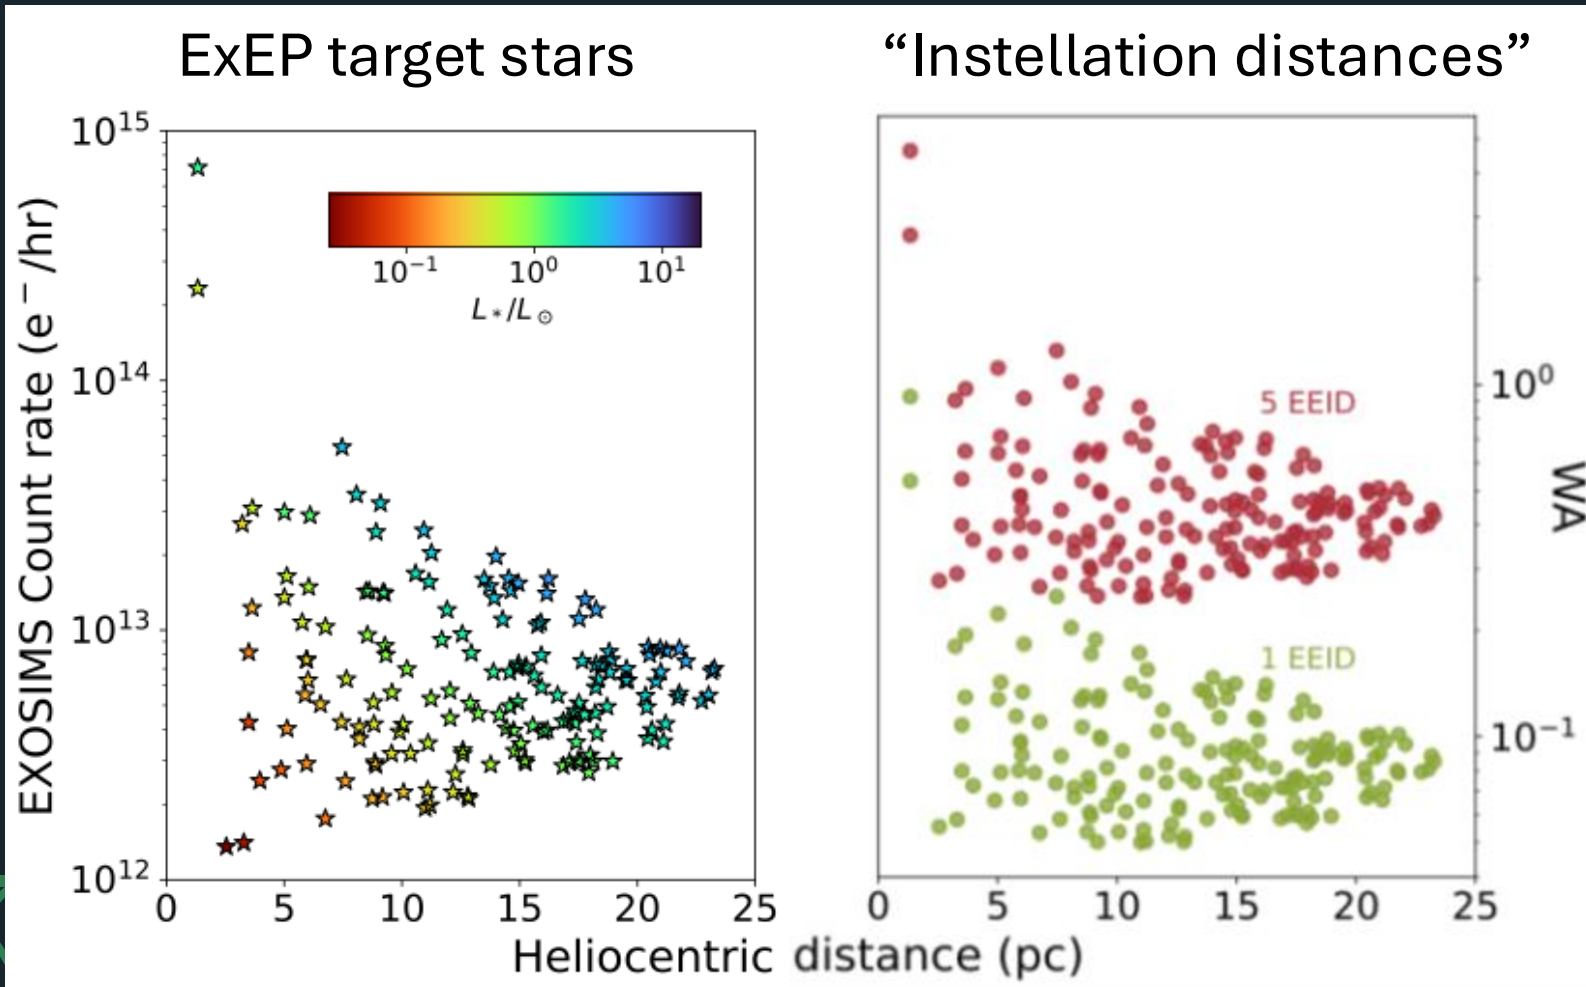 ExEP target stars
“Instellation distances”
EXOSIMS Count rate (e⁻/hr)
10¹⁵
10¹⁴
10¹³
10¹²
10⁻¹ 10⁰ 10¹
L*/L☉
0 5 10 15 20 25
5 EEID
1 EEID
10⁰
10⁻¹
WA
0 5 10 15 20 25
Heliocentric distance (pc)